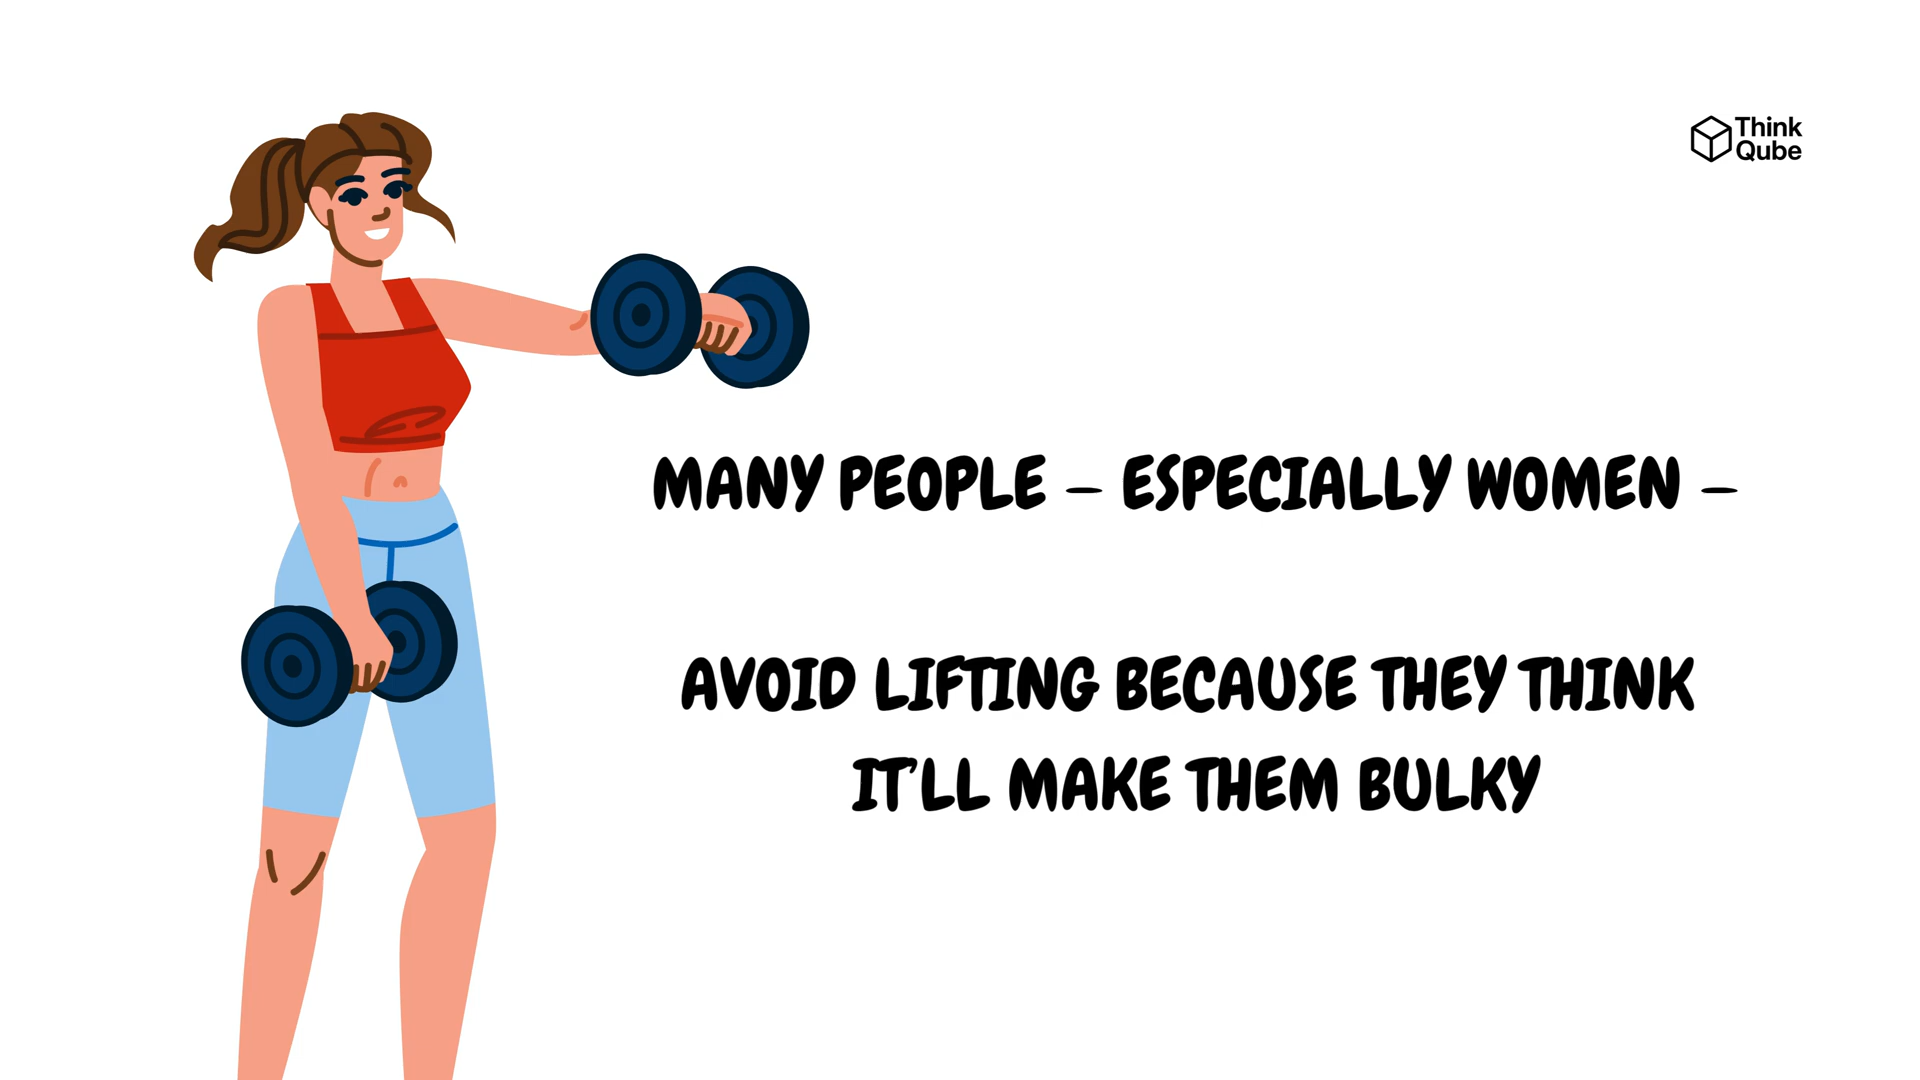 Think
Qube
MANY PEOPLE – ESPECIALLY WOMEN –
AVOID LIFTING BECAUSE THEY THINK
IT'LL MAKE THEM BULKY